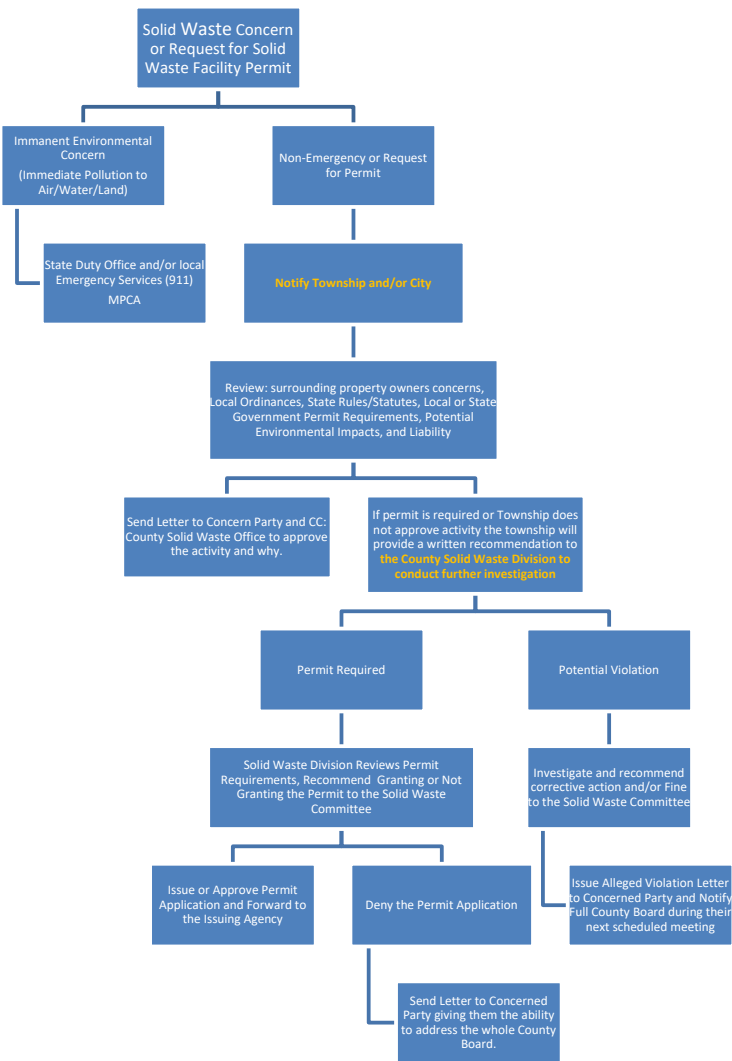 Solid Waste Concern
or Request for Solid
Waste Facility Permit
Immanent Environmental
Concern
(Immediate Pollution to
Air/Water/Land)
Non-Emergency or Request
for Permit
State Duty Office and/or local
Emergency Services (911)
MPCA
Notify Township and/or City
Review: surrounding property owners concerns,
Local Ordinances, State Rules/Statutes, Local or State
Government Permit Requirements, Potential
Environmental Impacts, and Liability
Send Letter to Concern Party and CC:
County Solid Waste Office to approve
the activity and why.
If permit is required or Township does
not approve activity the township will
provide a written recommendation to
the County Solid Waste Division to
conduct further investigation
Permit Required
Potential Violation
Solid Waste Division Reviews Permit
Requirements, Recommend Granting or Not
Granting the Permit to the Solid Waste
Committee
Investigate and recommend
corrective action and/or Fine
to the Solid Waste Committee
Issue or Approve Permit
Application and Forward to
the Issuing Agency
Deny the Permit Application
Issue Alleged Violation Letter
to Concerned Party and Notify
Full County Board during their
next scheduled meeting
Send Letter to Concerned
Party giving them the ability
to address the whole County
Board.